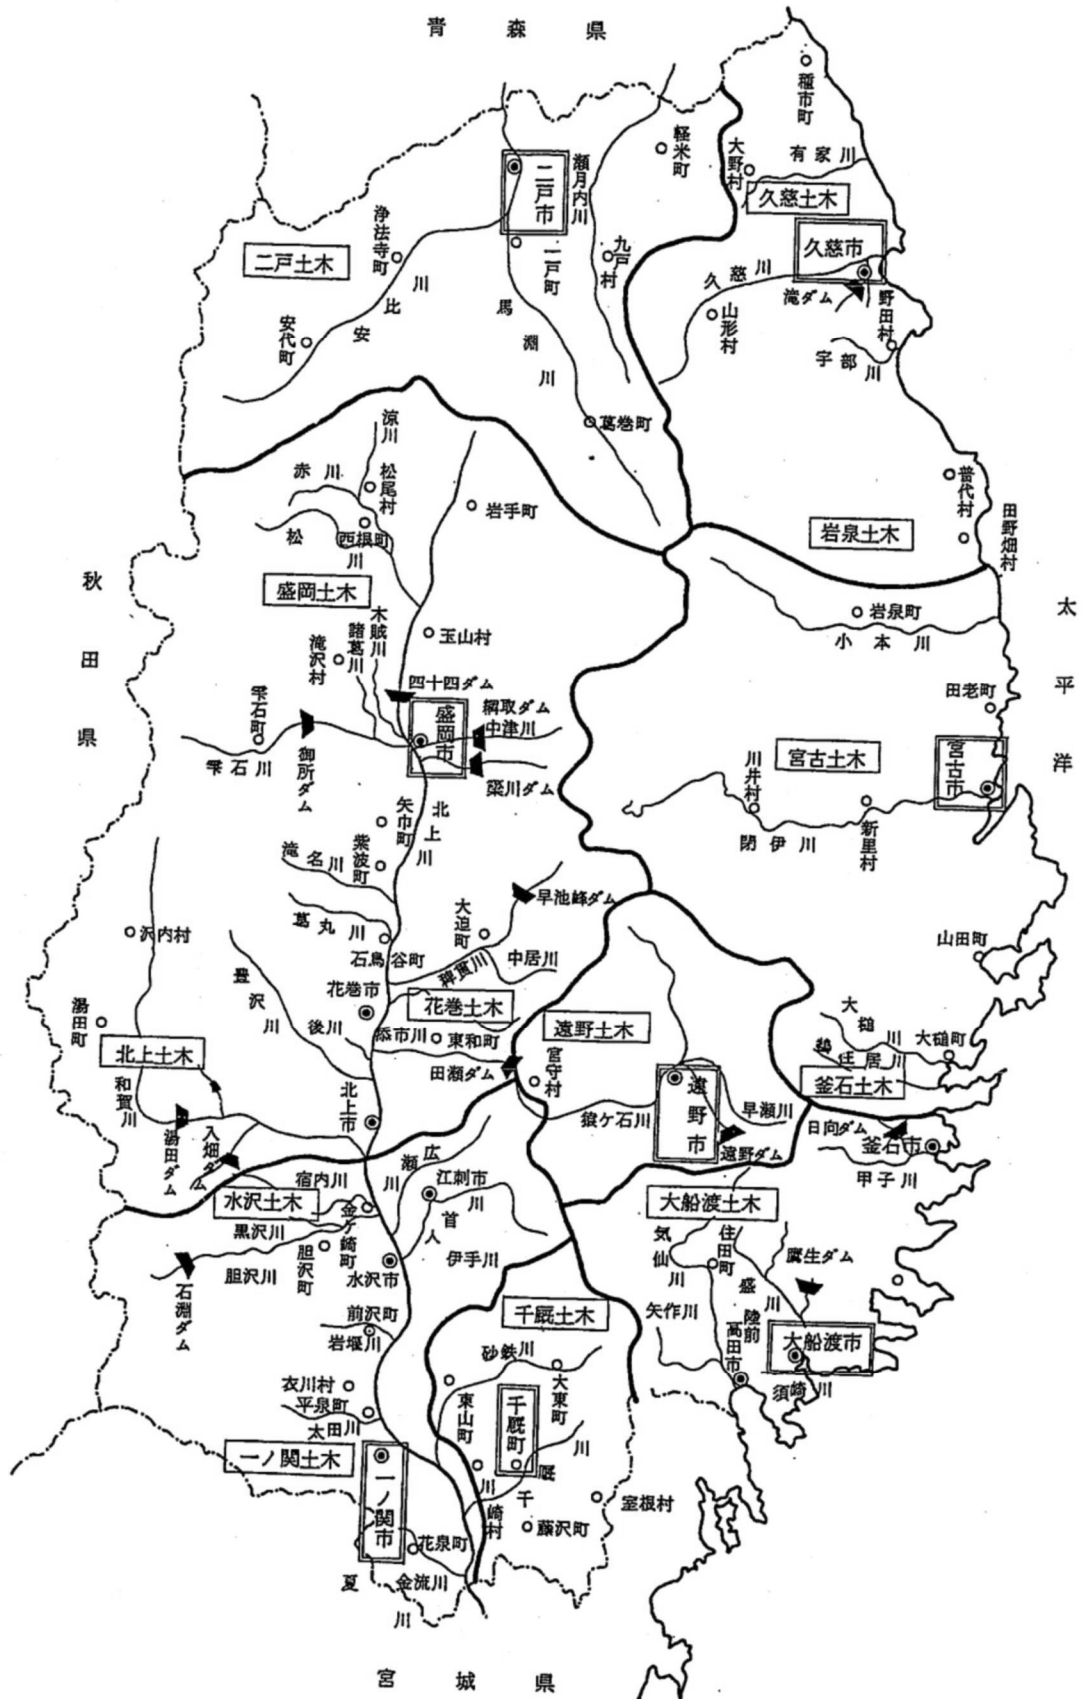 青森県
種市町
有家川
大野村
軽米町
久慈土木
二戸市
瀬月内川
久慈市
浄法寺町
二戸土木
一戸町
九戸村
久慈川
滝ダム
野田村
山形村
宇部川
安比川
安代町
馬淵川
葛巻町
涼川
赤川
松尾村
岩手町
普代村
田野畑村
岩泉土木
松川
西根町
盛岡土木
秋田県
太平洋
岩泉町
小本川
木賊川
諸葛川
滝沢村
玉山村
四十四ダム
盛岡市
綱取ダム
中津川
梁川ダム
雫石町
雫石川
御所ダム
田老町
宮古土木
宮古市
川井村
新里村
閉伊川
矢巾町
北上川
紫波町
滝名川
葛丸川
早池峰ダム
大迫町
石鳥谷町
稗貫川
中居川
沢内村
豊沢川
花巻市
後川
花巻土木
添市川
東和町
田瀬ダム
遠野土木
宮守村
山田町
大槌川
大槌町
鵜住居川
釜石土木
湯田町
北上土木
和賀川
湯田ダム
入畑ダム
北上市
猿ケ石川
遠野市
早瀬川
遠野ダム
日向ダム
釜石市
甲子川
広瀬川
江刺市
宿内川
水沢土木
金ケ崎町
黒沢川
胆沢町
胆沢川
石淵ダム
水沢市
人首川
伊手川
大船渡土木
気仙川
住田町
盛川
鷹生ダム
矢作川
陸前高田市
大船渡市
須崎川
前沢町
岩堰川
千厩土木
砂鉄川
大東町
東山町
千厩町
千厩川
衣川村
平泉町
太田川
一ノ関土木
一ノ関市
川崎村
室根村
藤沢町
花泉町
金流川
夏川
宮城県